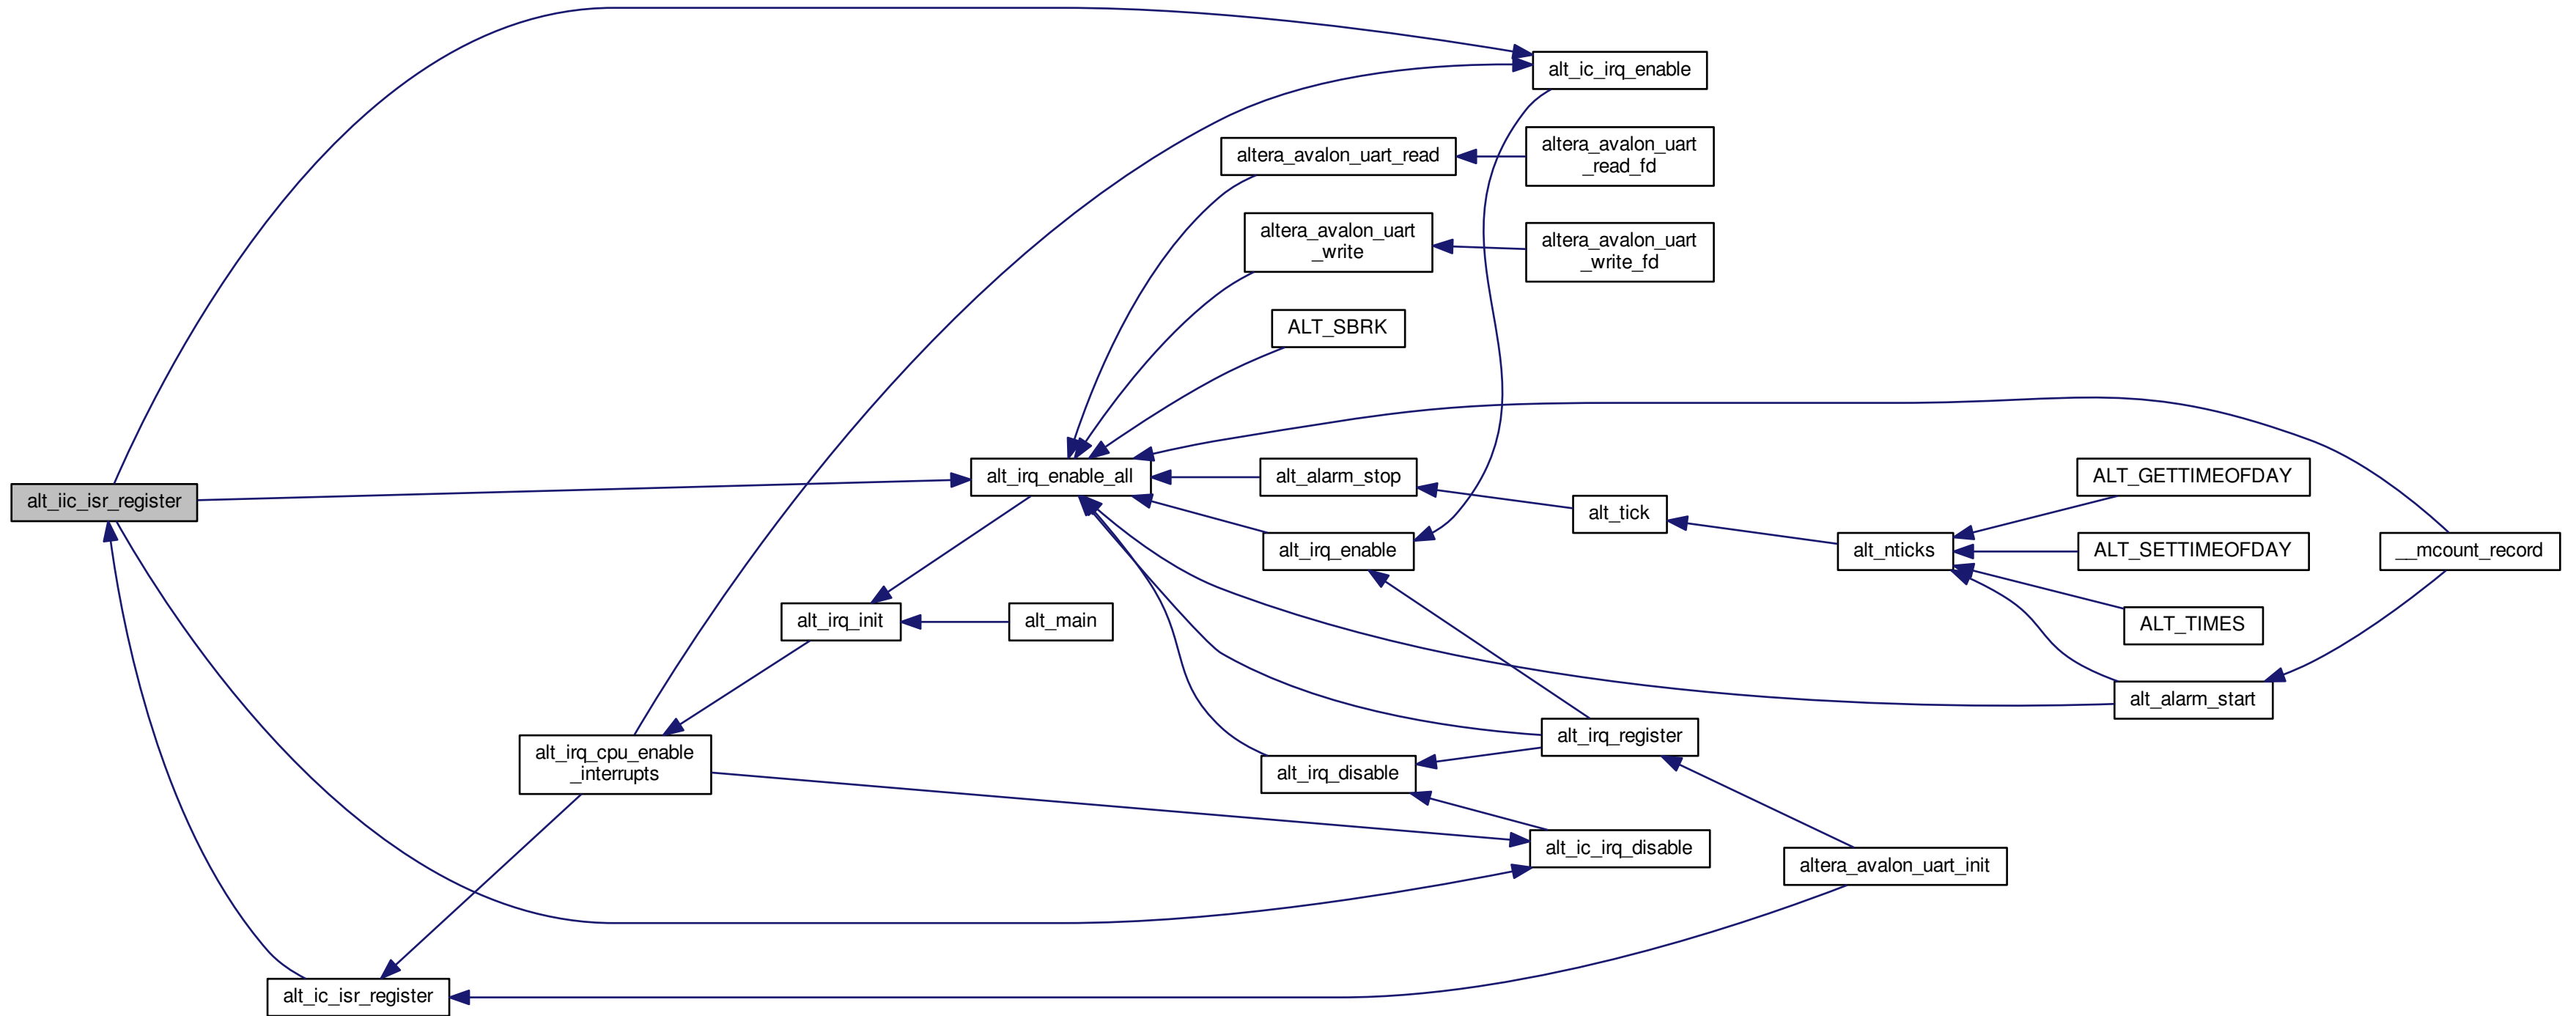 alt_ic_irq_enable
altera_avalon_uart_read
altera_avalon_uart
_read_fd
altera_avalon_uart
_write
altera_avalon_uart
_write_fd
ALT_SBRK
alt_iic_isr_register
alt_irq_enable_all
alt_alarm_stop
alt_tick
ALT_GETTIMEOFDAY
alt_irq_enable
alt_nticks
ALT_SETTIMEOFDAY
__mcount_record
alt_irq_init
alt_main
ALT_TIMES
alt_alarm_start
alt_irq_cpu_enable
_interrupts
alt_irq_register
alt_irq_disable
alt_ic_irq_disable
altera_avalon_uart_init
alt_ic_isr_register